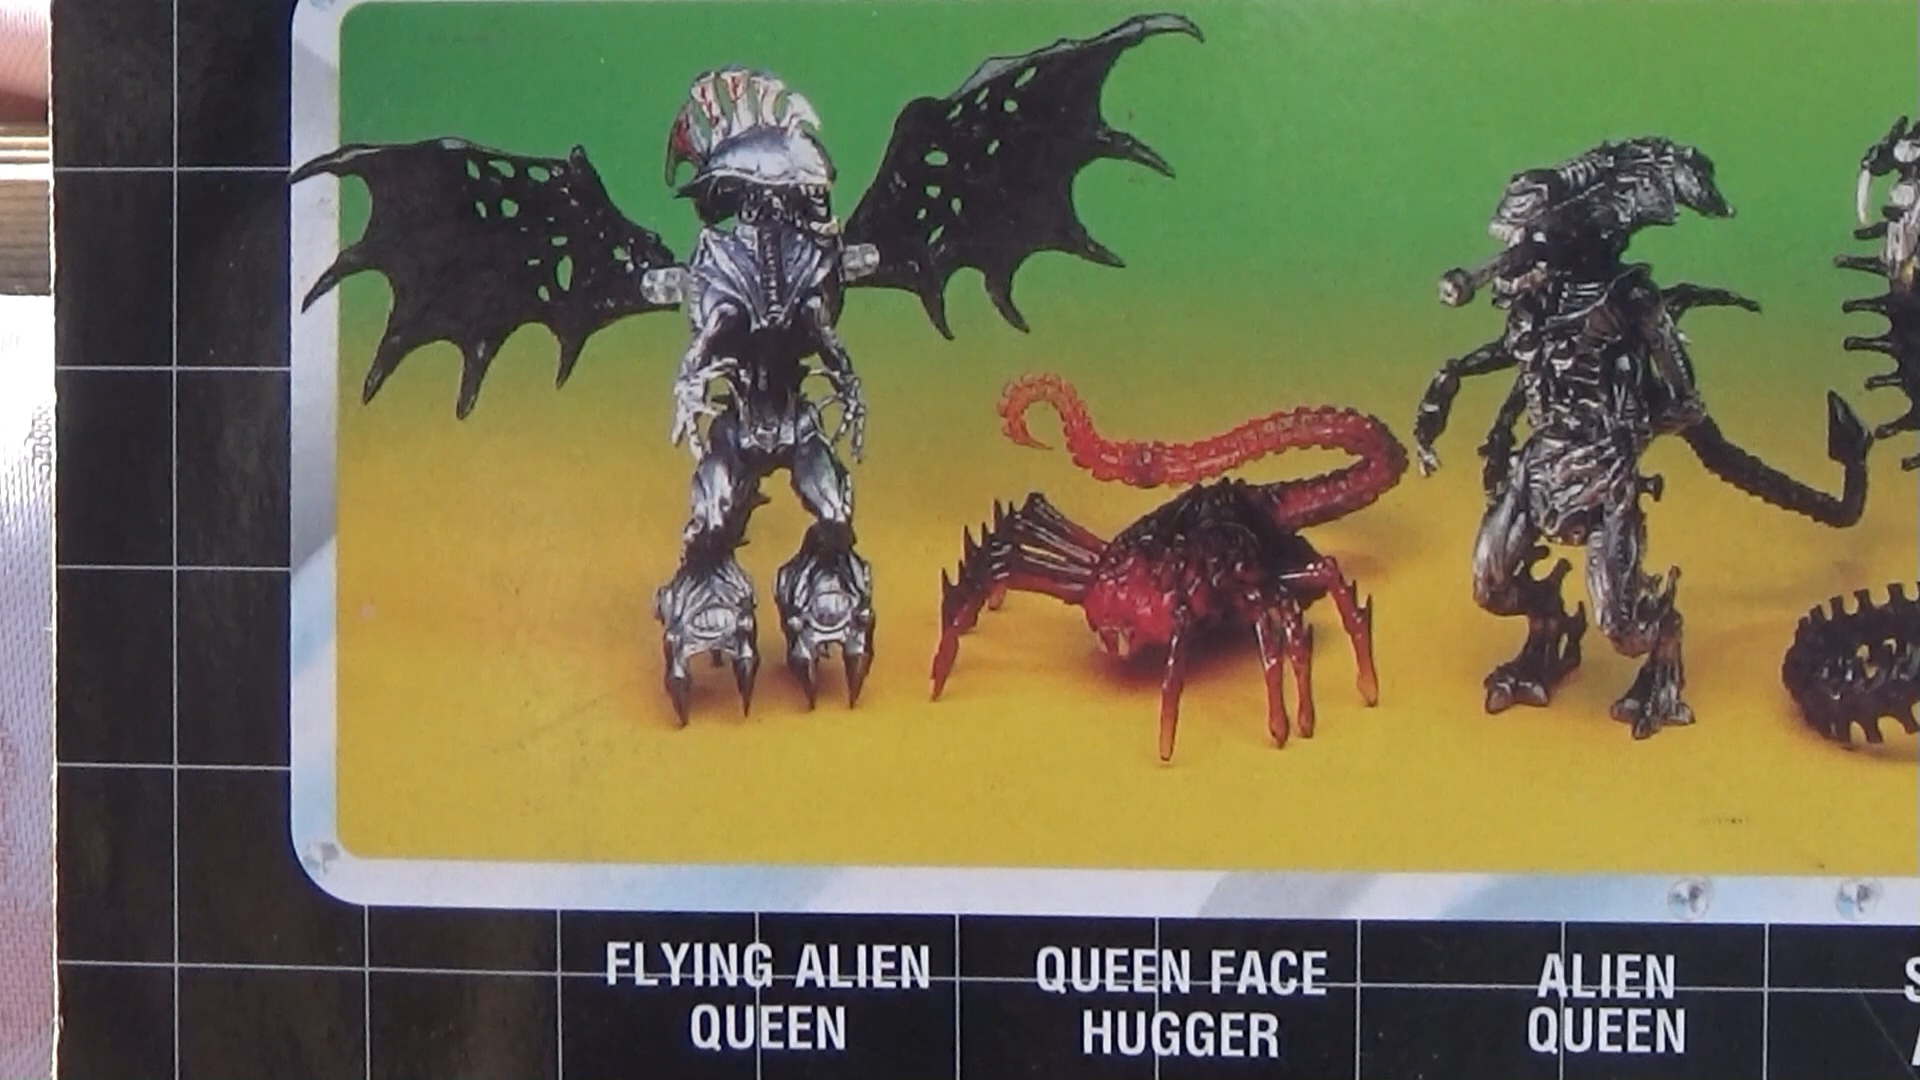 FLYING ALIEN
QUEEN
QUEEN FACE
HUGGER
ALIEN
QUEEN